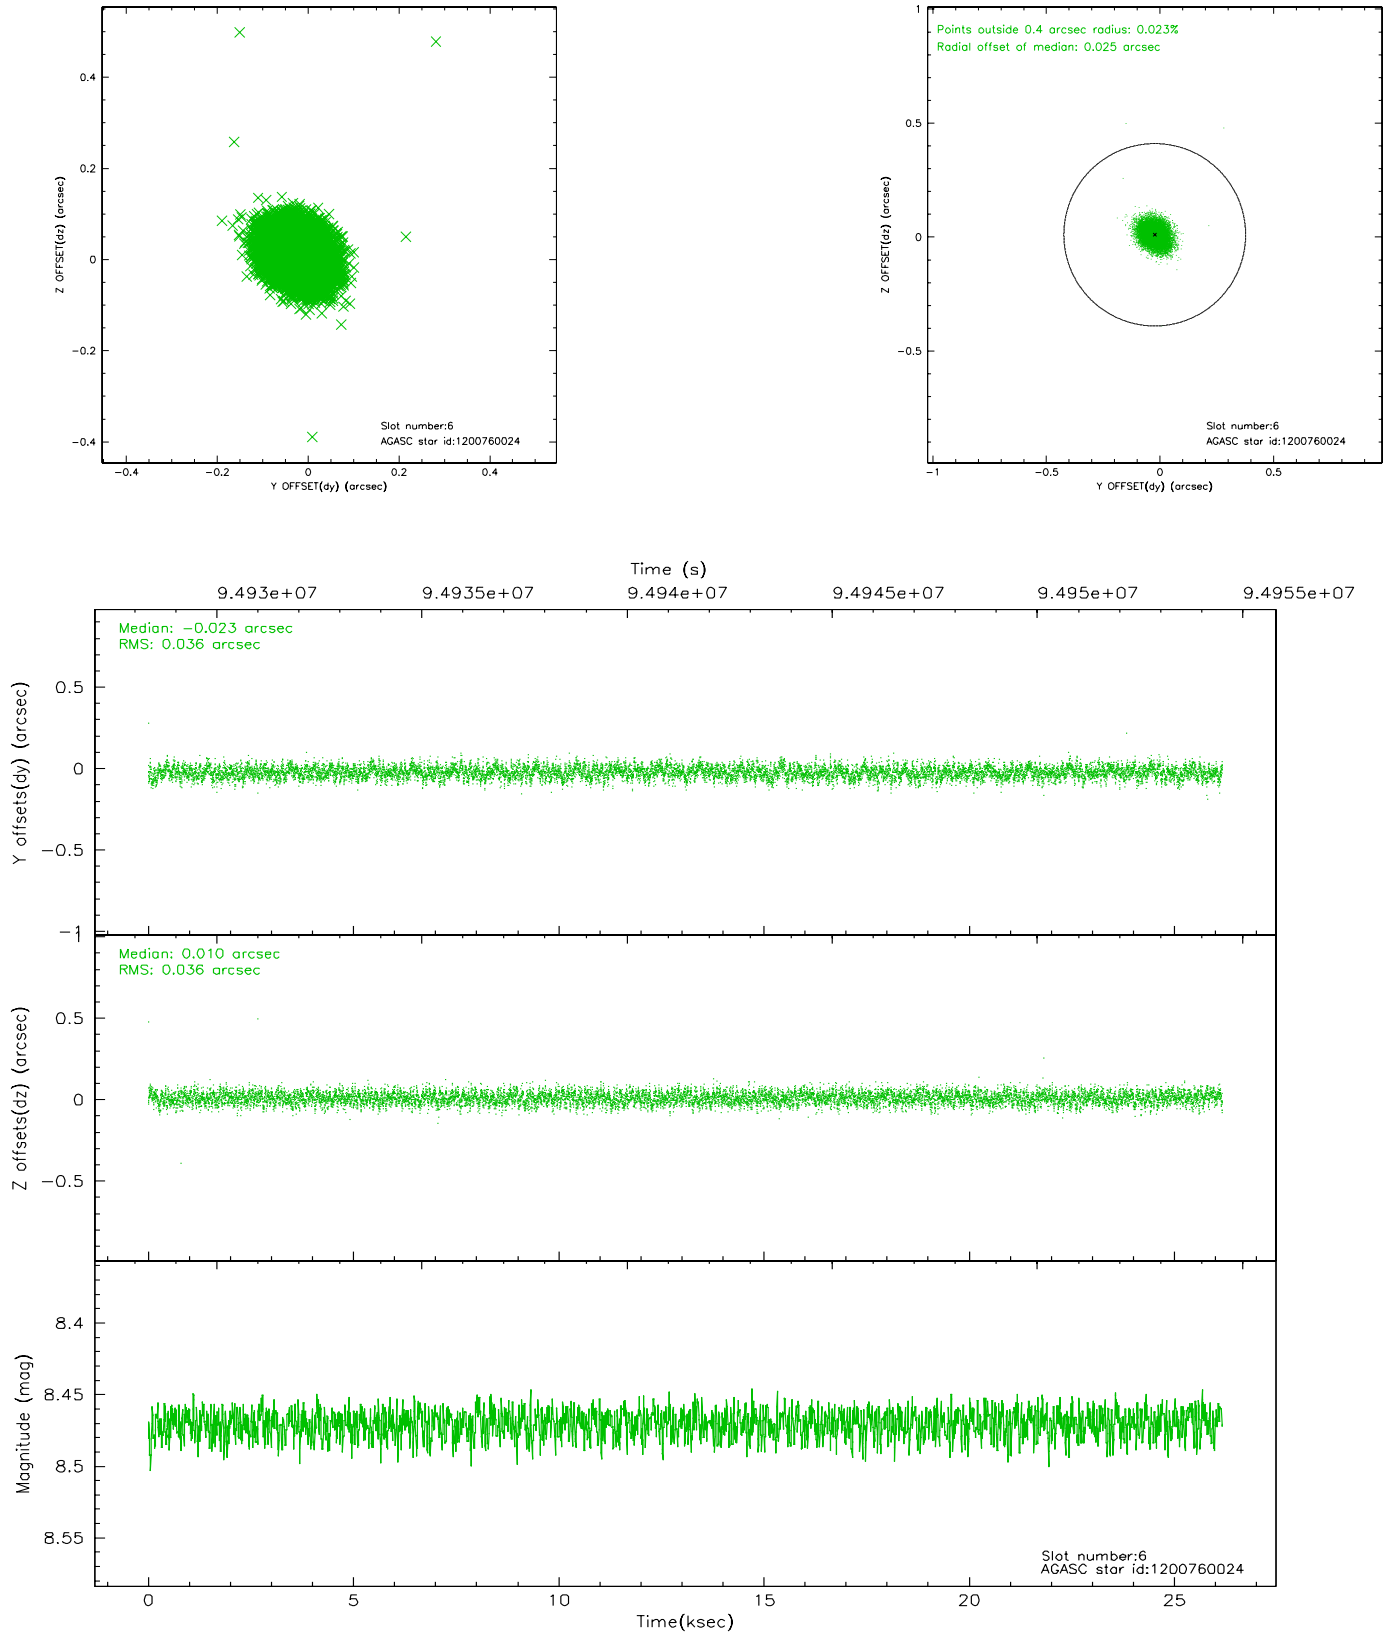 0.4
0.2
0
−0.2
−0.4
Z OFFSET(dz) (arcsec)
Slot number:6
AGASC star id:1200760024
−0.4 −0.2 0 0.2 0.4
Y OFFSET(dy) (arcsec)
Points outside 0.4 arcsec radius: 0.023%
Radial offset of median: 0.025 arcsec
1
0.5
0
−0.5
Z OFFSET(dz) (arcsec)
Slot number:6
AGASC star id:1200760024
−1 −0.5 0 0.5
Y OFFSET(dy) (arcsec)
Time (s)
9.493e+07 9.4935e+07 9.494e+07 9.4945e+07 9.495e+07 9.4955e+07
Median: −0.023 arcsec
RMS: 0.036 arcsec
0.5
0
−0.5
−1
Y offsets(dy) (arcsec)
Median: 0.010 arcsec
RMS: 0.036 arcsec
1
0.5
0
−0.5
Z offsets(dz) (arcsec)
8.4
8.45
8.5
8.55
Magnitude (mag)
Slot number:6
AGASC star id:1200760024
0 5 10 15 20 25
Time(ksec)